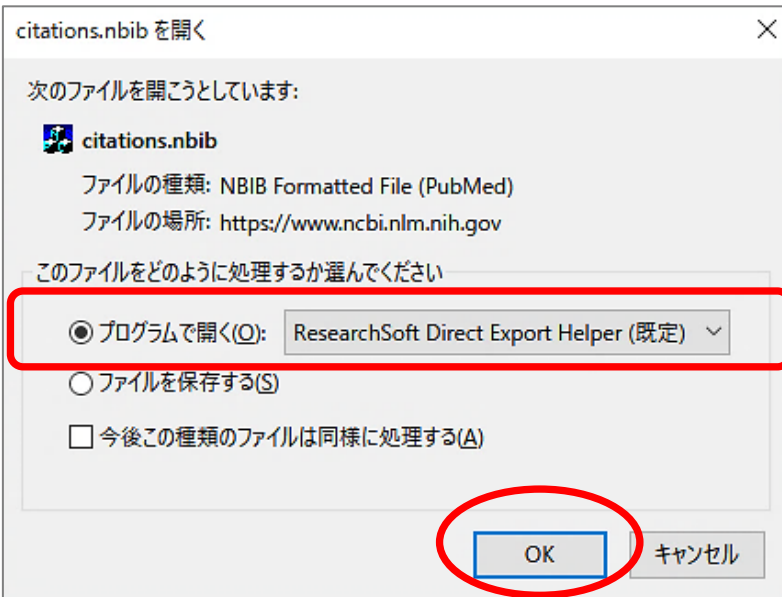 citations.nbib を開く
次のファイルを開こうとしています:
citations.nbib
ファイルの種類: NBIB Formatted File (PubMed)
ファイルの場所: https://www.ncbi.nlm.nih.gov
このファイルをどのように処理するか選んでください
プログラムで開く(O): ResearchSoft Direct Export Helper (既定)
ファイルを保存する(S)
今後この種類のファイルは同様に処理する(A)
OK キャンセル